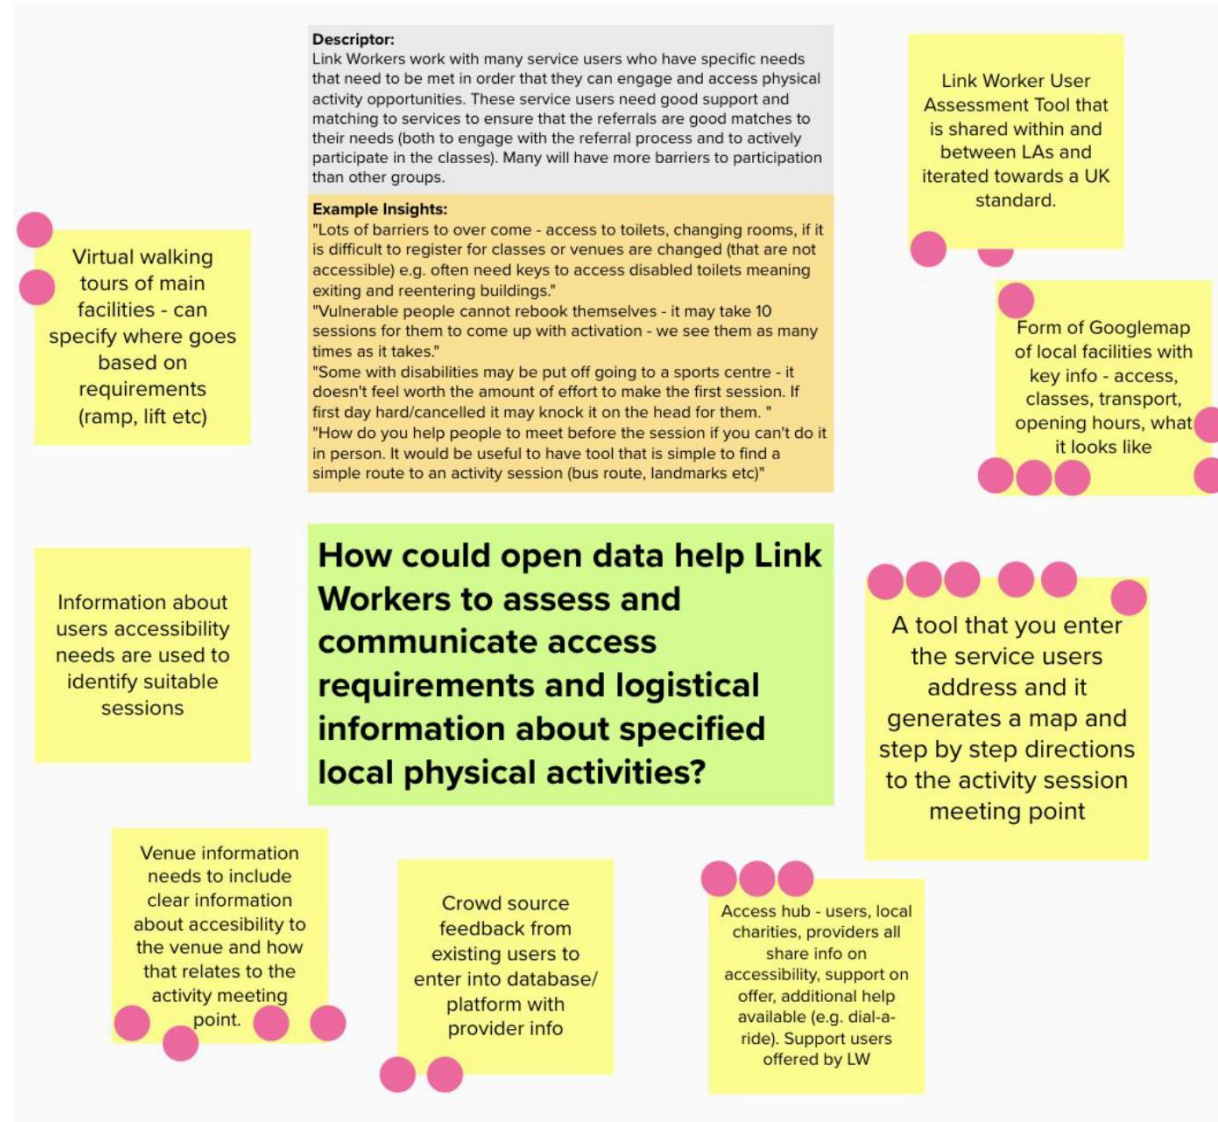 Descriptor:
Link Workers work with many service users who have specific needs
that need to be met in order that they can engage and access physical
activity opportunities. These service users need good support and
matching to services to ensure that the referrals are good matches to
their needs (both to engage with the referral process and to actively
participate in the classes). Many will have more barriers to participation
than other groups.
Example Insights:
"Lots of barriers to over come - access to toilets, changing rooms, if it
is difficult to register for classes or venues are changed (that are not
accessible) e.g. often need keys to access disabled toilets meaning
exiting and reentering buildings."
"Vulnerable people cannot rebook themselves - it may take 10
sessions for them to come up with activation - we see them as many
times as it takes."
"Some with disabilities may be put off going to a sports centre - it
doesn't feel worth the amount of effort to make the first session. If
first day hard/cancelled it may knock it on the head for them. "
"How do you help people to meet before the session if you can't do it
in person. It would be useful to have tool that is simple to find a
simple route to an activity session (bus route, landmarks etc)"
Link Worker User
Assessment Tool that
is shared within and
between LAs and
iterated towards a UK
standard.
Virtual walking
tours of main
facilities - can
specify where goes
based on
requirements
(ramp, lift etc)
Form of Googlemap
of local facilities with
key info - access,
classes, transport,
opening hours, what
it looks like
How could open data help Link
Workers to assess and
communicate access
requirements and logistical
information about specified
local physical activities?
Information about
users accessibility
needs are used to
identify suitable
sessions
A tool that you enter
the service users
address and it
generates a map and
step by step directions
to the activity session
meeting point
Venue information
needs to include
clear information
about accesibility to
the venue and how
that relates to the
activity meeting
point.
Crowd source
feedback from
existing users to
enter into database/
platform with
provider info
Access hub - users, local
charities, providers all
share info on
accessibility, support on
offer, additional help
available (e.g. dial-a-
ride). Support users
offered by LW